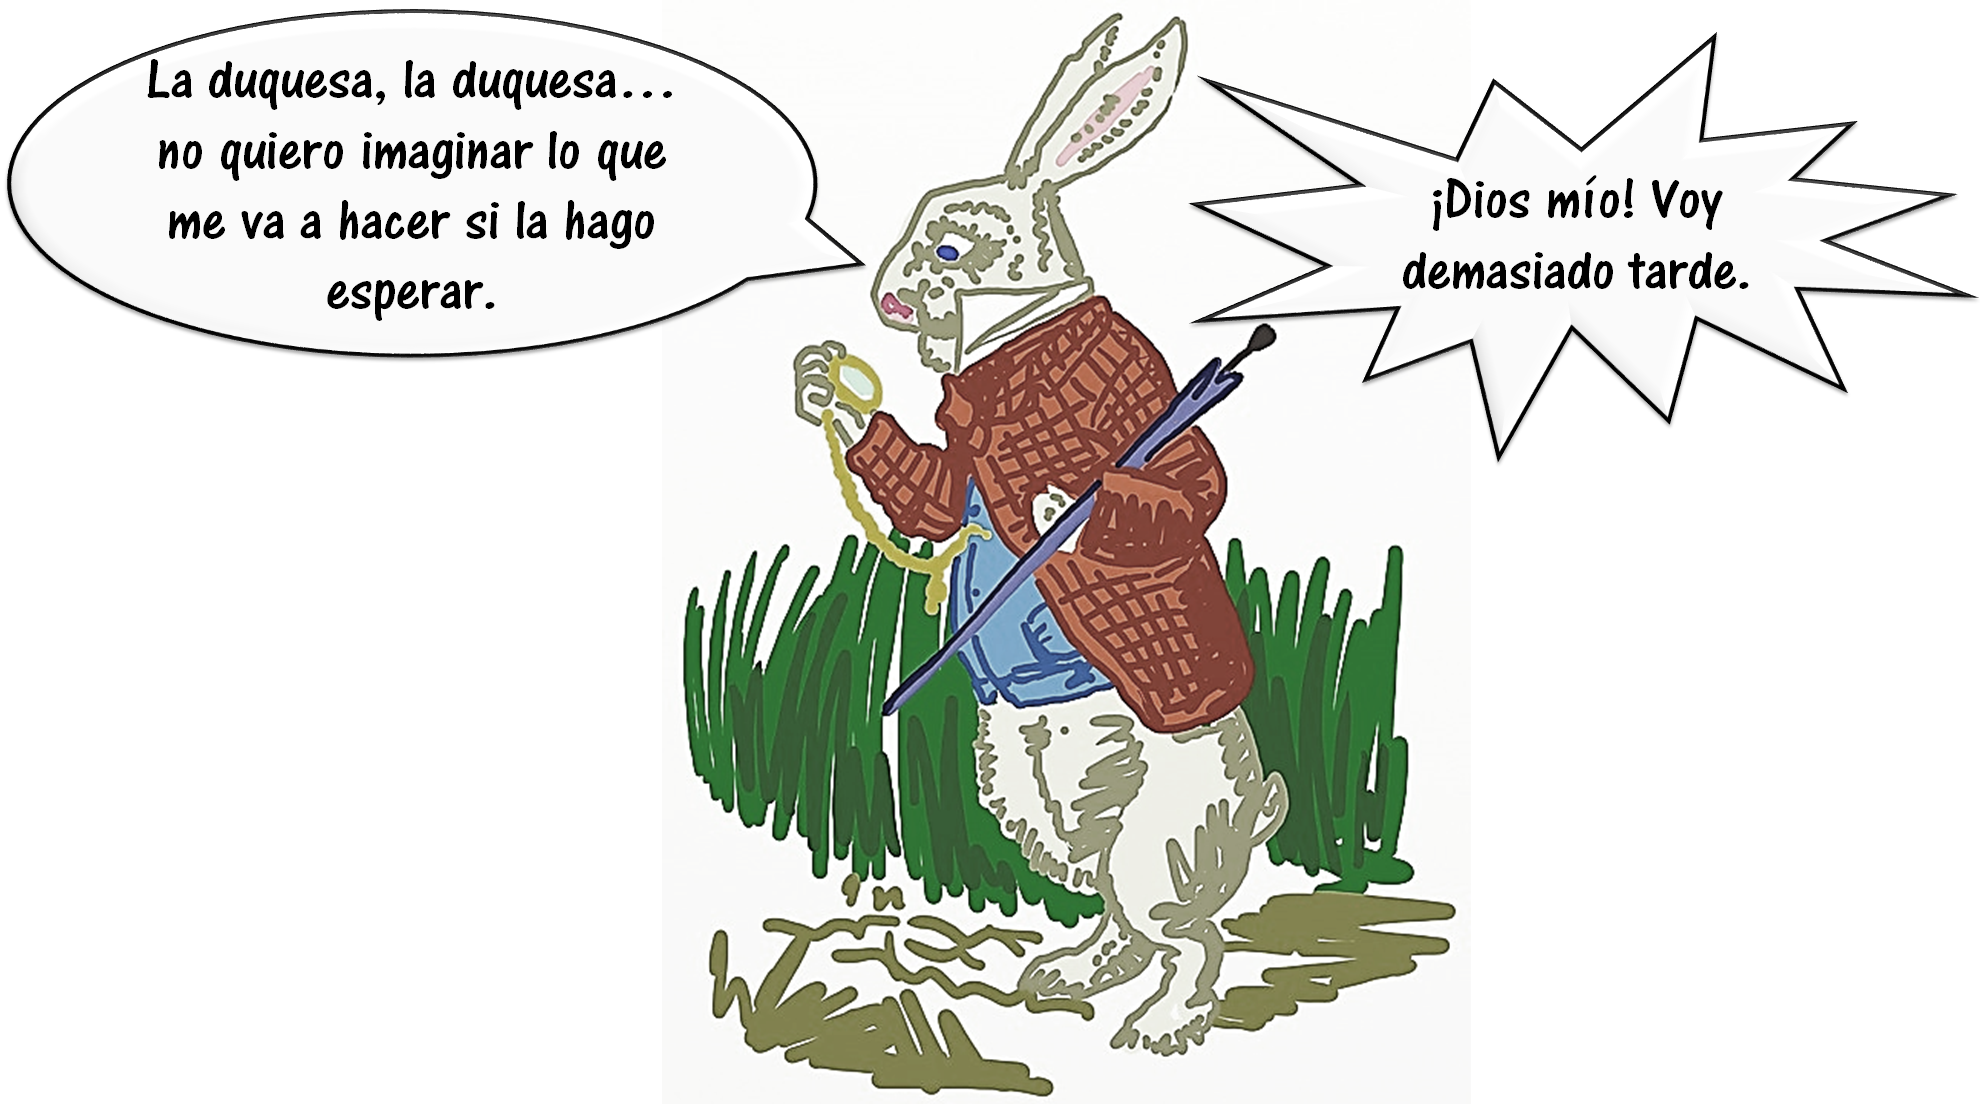 La duquesa, la duquesa...
no quiero imaginar lo que
me va a hacer si la hago
esperar.
¡Dios mío! Voy
demasiado tarde.